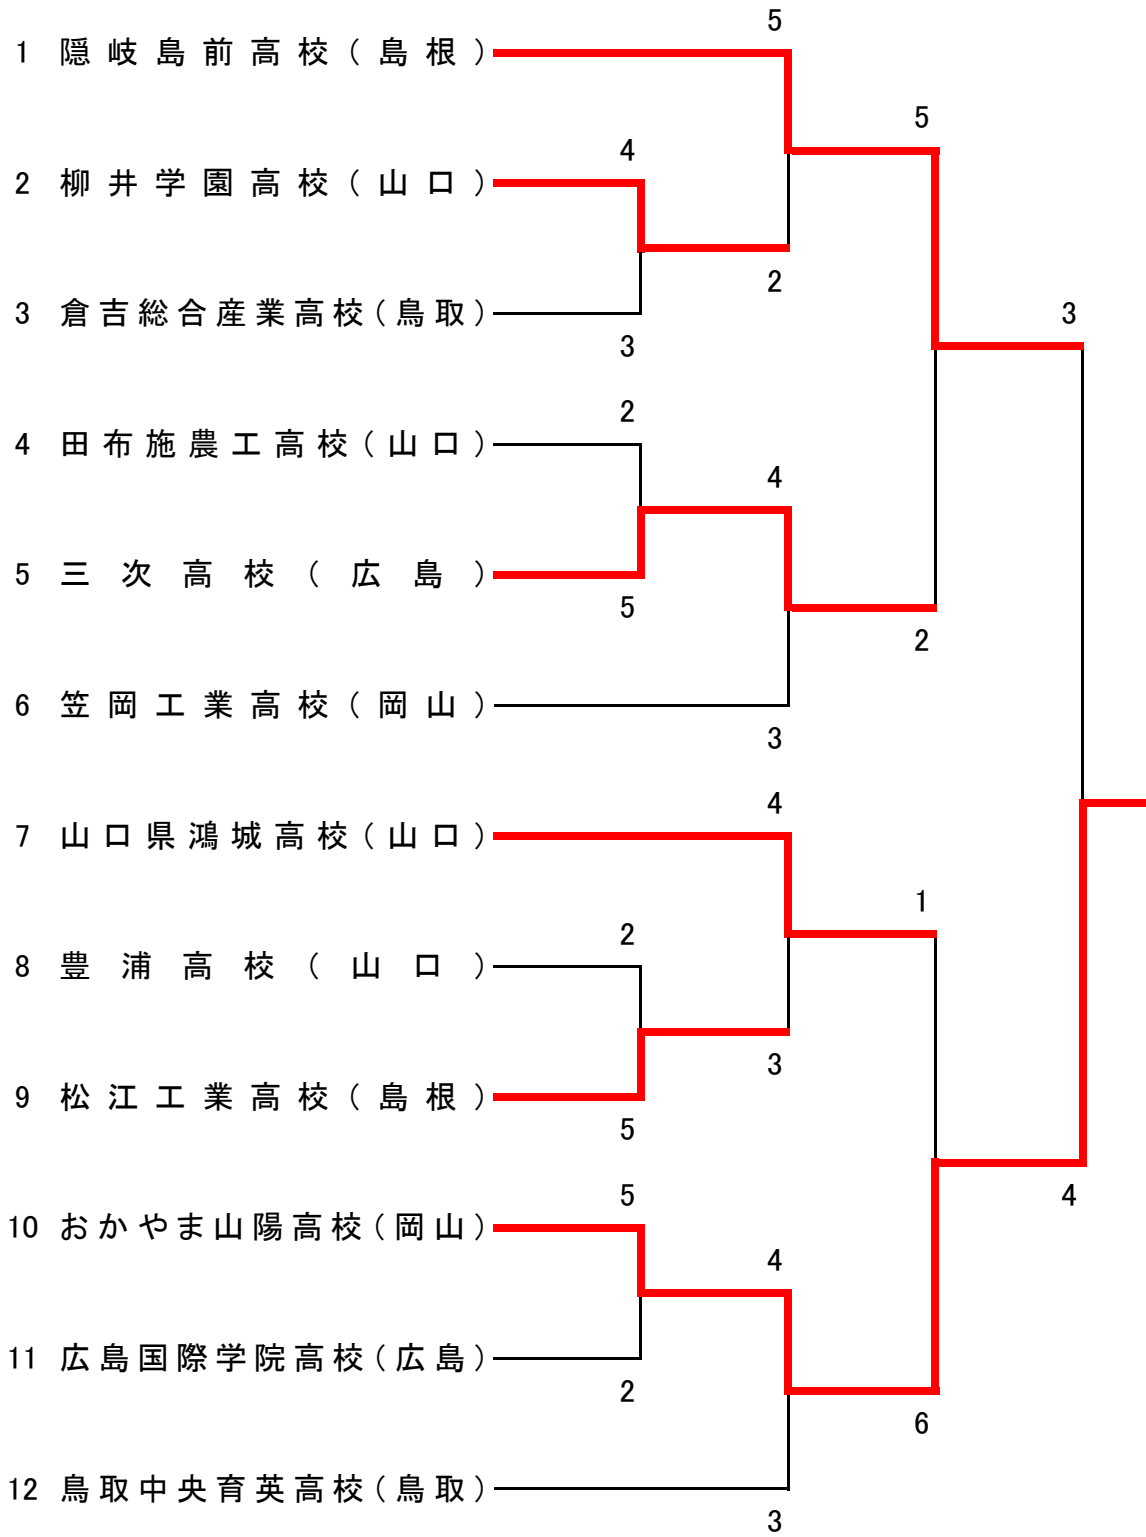 5
1 隠岐島前高校(島根)
5
4
2 柳井学園高校(山口)
2
3 倉吉総合産業高校(鳥取)
3
3
2
4 田布施農工高校(山口)
4
5 三次高校(広島)
5
2
6 笠岡工業高校(岡山)
3
4
7 山口県鴻城高校(山口)
1
2
8 豊浦高校(山口)
3
9 松江工業高校(島根)
5
5
4
10 おかやま山陽高校(岡山)
4
11 広島国際学院高校(広島)
2
6
12 鳥取中央育英高校(鳥取)
3